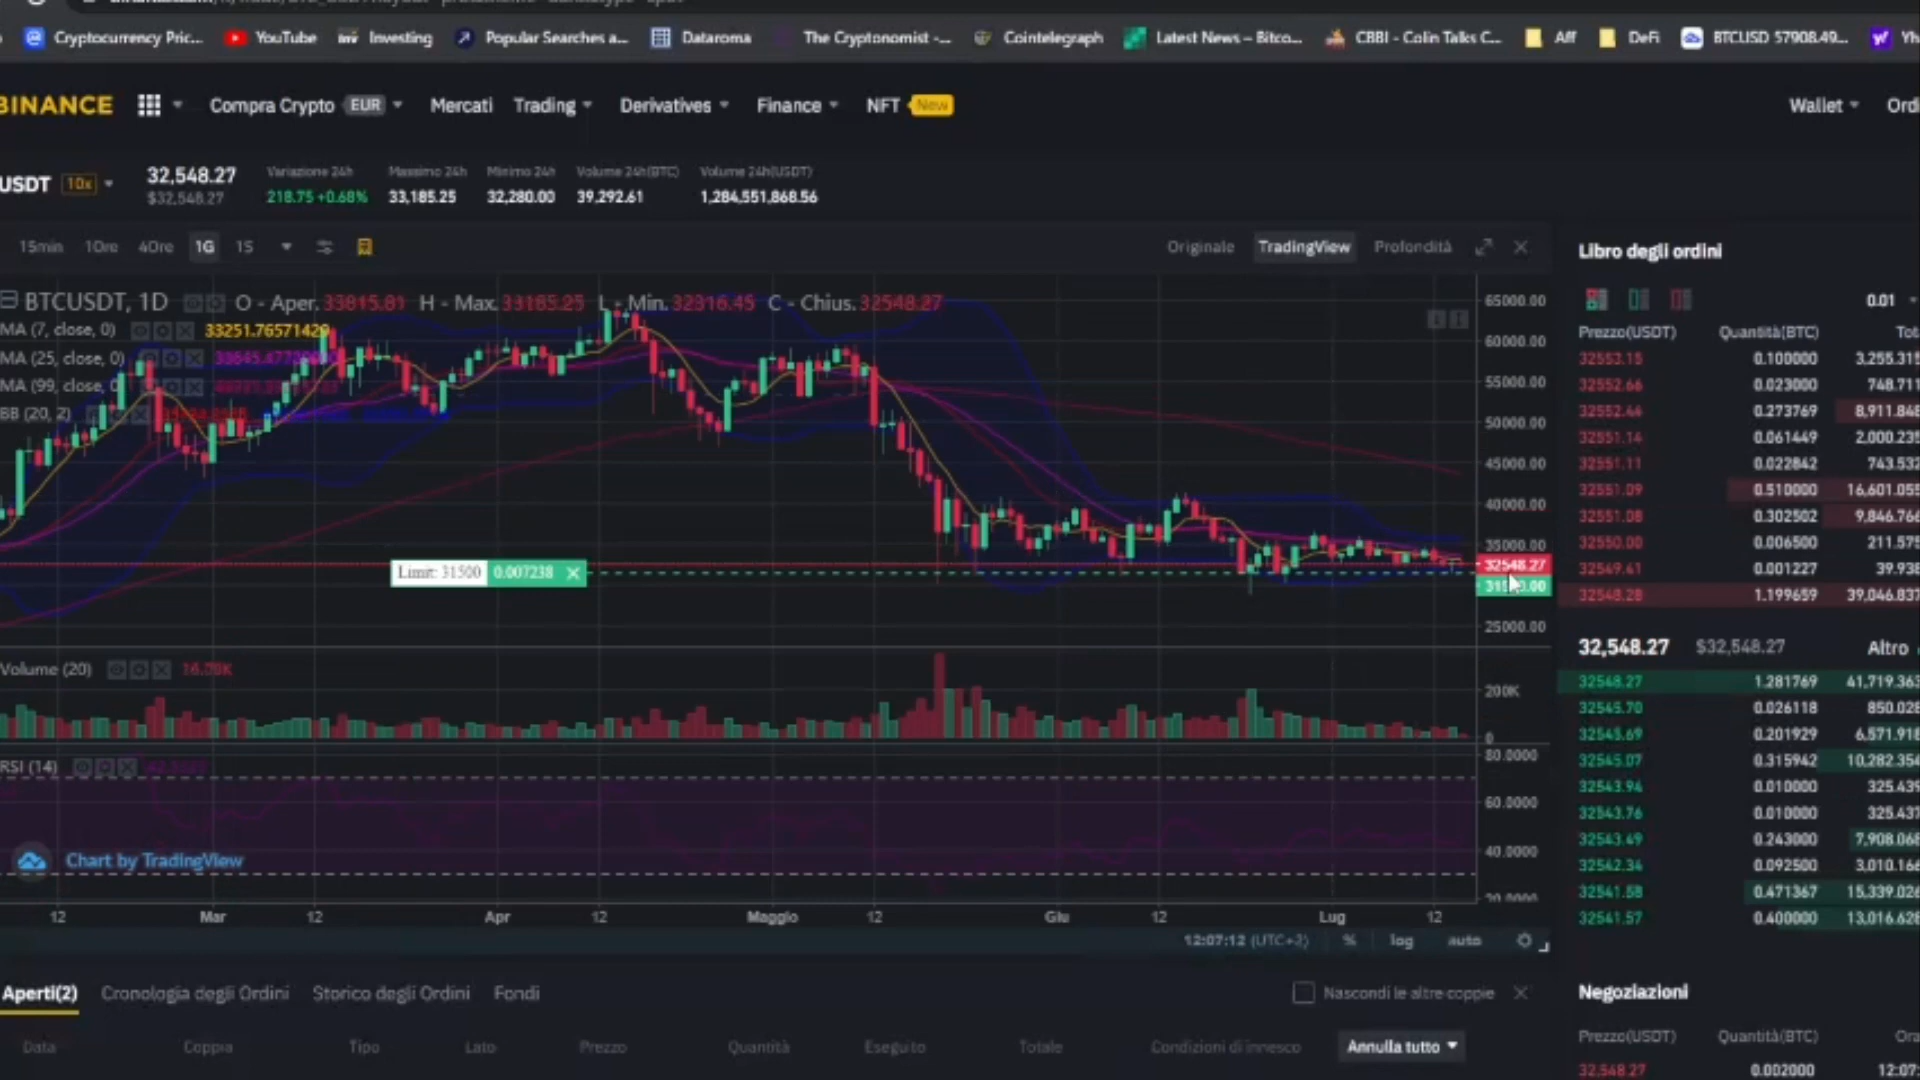 Cryptocurrency Pric... YouTube Investing Popular Searches a... Dataroma The Cryptonomist -... Cointelegraph Latest News – Bitco... CBBI - Colin Talks C... Aff DeFi BTCUSD 57908.49...
BINANCE Compra Crypto EUR Mercati Trading Derivatives Finance NFT New Wallet
USDT 10x 32,548.27 Variazione 24h Massimo 24h Minimo 24h Volume 24h(BTC) Volume 24h(USDT)
$32,548.27 218.75 +0.68% 33,185.25 32,280.00 39,292.61 1,284,551,868.56
15min 1Ore 4Ore 1G 1S Originale TradingView Profondità
BTCUSDT, 1D O - Aper. H - Max. 33185.25 L - Min. 32316.45 C - Chius. 32548.27
MA (7, close, 0) 33251.76571429
MA (25, close, 0)
MA (99, close, 0
BB (20, 2)
65000.00
60000.00
55000.00
50000.00
45000.00
40000.00
35000.00
32548.27
Limit: 31500 0.007238
25000.00
Volume (20)
200K
0
80.0000
RSI (14)
60.0000
40.0000
Chart by TradingView
12 Mar 12 Apr 12 Maggio 12 Giu 12 Lug 12
12:07:12 (UTC+2) % log auto
Aperti(2) Cronologia degli Ordini Storico degli Ordini Fondi Nascondi le altre coppie
Data Coppia Tipo Lato Prezzo Quantità Eseguito Totale Condizioni di innesco Annulla tutto
Libro degli ordini
0.01
Prezzo(USDT) Quantità(BTC)
32553.15 0.100000 3,255.315
32552.66 0.023000 748.711
32552.44 0.273769 8,911.848
32551.14 0.061449 2,000.235
32551.11 0.022842 743.532
32551.09 0.510000 16,601.055
32551.08 0.302502 9,846.766
32550.00 0.006500 211.575
32549.41 0.001227 39.938
32548.28 1.199659 39,046.837
32,548.27 $32,548.27 Altro
32548.27 1.281769 41,719.363
32545.70 0.026118 850.028
32545.69 0.201929 6,571.918
32545.07 0.315942 10,282.354
32543.94 0.010000 325.439
32543.76 0.010000 325.437
32543.49 0.243000 7,908.068
32542.34 0.092500 3,010.166
32541.58 0.471367 15,339.026
32541.57 0.400000 13,016.628
Negoziazioni
Prezzo(USDT) Quantità(BTC)
32,548.27 0.002000 12:07: